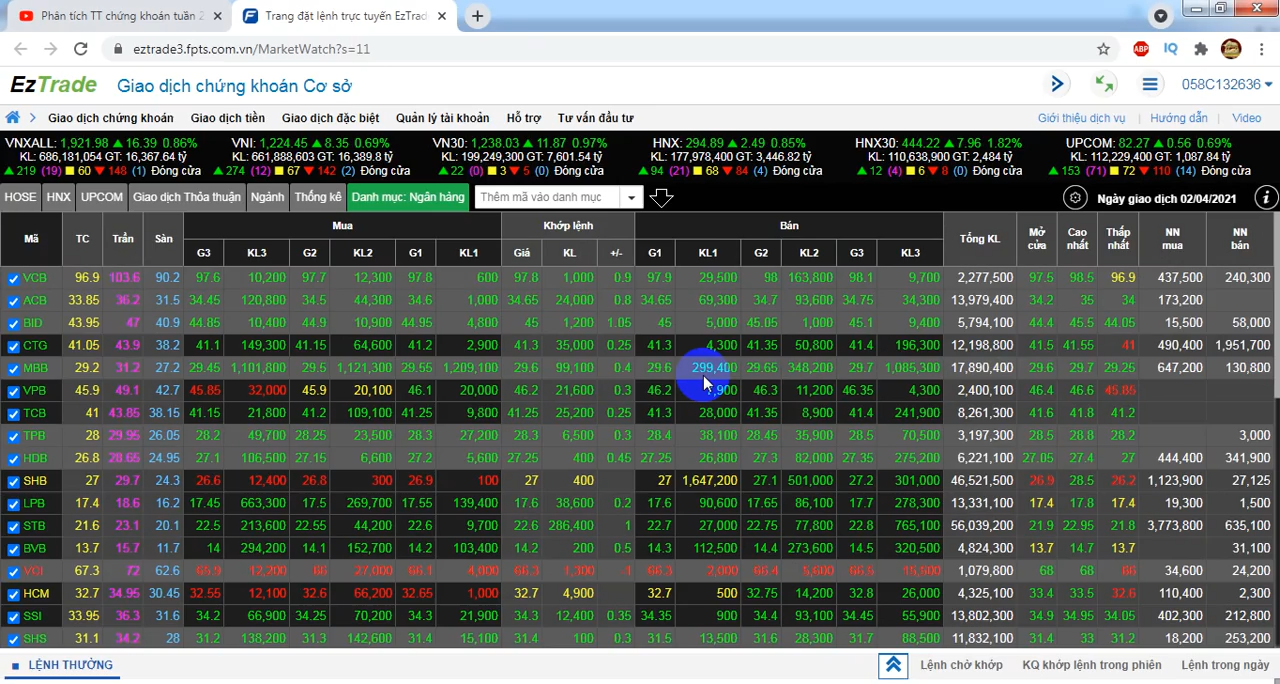 Phân tích TT chứng khoán tuần 2
Trang đặt lệnh trực tuyến EzTrad
eztrade3.fpts.com.vn/MarketWatch?s=11
ABP
IQ
EzTrade Giao dịch chứng khoán Cơ sở
058C132636
Giao dịch chứng khoán Giao dịch tiền Giao dịch đặc biệt Quản lý tài khoản Hỗ trợ Tư vấn đầu tư
Giới thiệu dịch vụ | Hướng dẫn | Video
VNXALL: 1,921.98 ▲ 16.39 0.86% VNI: 1,224.45 ▲ 8.35 0.69% VN30: 1,238.03 ▲ 11.87 0.97% HNX: 294.89 ▲ 2.49 0.85% HNX30: 444.22 ▲ 7.96 1.82% UPCOM: 82.27 ▲ 0.56 0.69%
KL: 686,181,054 GT: 16,367.64 tỷ KL: 661,888,603 GT: 16,389.8 tỷ KL: 199,249,300 GT: 7,601.54 tỷ KL: 177,978,400 GT: 3,446.82 tỷ KL: 110,638,900 GT: 2,484 tỷ KL: 112,229,400 GT: 1,087.84 tỷ
▲ 219 (19) ■ 60 ▼ 148 (1) Đóng cửa ▲ 274 (12) ■ 67 ▼ 142 (2) Đóng cửa ▲ 22 (0) ■ 3 ▼ 5 (0) Đóng cửa ▲ 94 (21) ■ 68 ▼ 84 (4) Đóng cửa ▲ 12 (4) ■ 6 ▼ 8 (0) Đóng cửa ▲ 153 (71) ■ 72 ▼ 110 (14) Đóng cửa
HOSE HNX UPCOM Giao dịch Thỏa thuận Ngành Thống kê Danh mục: Ngân hàng Thêm mã vào danh mục Ngày giao dịch 02/04/2021
Mã TC Trần Sàn Mua Khớp lệnh Bán Tổng KL Mở cửa Cao nhất Thấp nhất NN mua NN bán
G3 KL3 G2 KL2 G1 KL1 Giá KL +/- G1 KL1 G2 KL2 G3 KL3
VCB 96.9 103.6 90.2 97.6 10,200 97.7 12,300 97.8 600 97.8 1,000 0.9 97.9 29,500 98 163,800 98.1 9,700 2,277,500 97.5 98.5 96.9 437,500 240,300
ACB 33.85 36.2 31.5 34.45 120,800 34.5 44,300 34.6 1,000 34.65 24,000 0.8 34.65 69,300 34.7 93,600 34.75 34,300 13,979,400 34.2 35 34 173,200
BID 43.95 47 40.9 44.85 10,400 44.9 10,900 44.95 4,800 45 1,200 1.05 45 5,000 45.05 1,000 45.1 9,400 5,794,100 44.4 45.5 44.05 15,500 58,000
CTG 41.05 43.9 38.2 41.1 149,300 41.15 64,600 41.2 2,900 41.3 35,000 0.25 41.3 4,300 41.35 50,800 41.4 196,300 12,198,800 41.5 41.55 41 490,400 1,951,700
MBB 29.2 31.2 27.2 29.45 1,101,800 29.5 1,121,300 29.55 1,209,100 29.6 99,100 0.4 29.6 299,400 29.65 348,200 29.7 1,085,300 17,890,400 29.6 29.7 29.25 647,200 130,800
VPB 45.9 49.1 42.7 45.85 32,000 45.9 20,100 46.1 20,000 46.2 21,600 0.3 46.2 7,900 46.3 11,200 46.35 4,300 2,400,100 46.4 46.6 45.85
TCB 41 43.85 38.15 41.15 21,800 41.2 109,100 41.25 9,800 41.25 25,200 0.25 41.3 28,000 41.35 8,900 41.4 241,900 8,261,300 41.6 41.8 41.2
TPB 28 29.95 26.05 28.2 49,700 28.25 23,500 28.3 27,200 28.3 6,500 0.3 28.4 38,100 28.45 35,900 28.5 70,500 3,197,300 28.5 28.8 28.2 3,000
HDB 26.8 28.65 24.95 27.1 106,500 27.15 6,600 27.2 5,600 27.25 400 0.45 27.25 26,800 27.3 82,000 27.35 275,200 6,221,100 27.05 27.4 27 444,400 341,900
SHB 27 29.7 24.3 26.6 12,400 26.8 300 26.9 100 27 400 27 1,647,200 27.1 501,000 27.2 301,000 46,521,500 26.9 28.5 26.2 1,123,900 27,125
LPB 17.4 18.6 16.2 17.45 663,300 17.5 269,700 17.55 139,400 17.6 38,600 0.2 17.6 90,600 17.65 86,100 17.7 278,300 13,331,100 17.4 17.8 17.4 19,300 1,500
STB 21.6 23.1 20.1 22.5 213,600 22.55 44,200 22.6 9,700 22.6 286,400 1 22.7 27,000 22.75 77,800 22.8 765,100 56,039,200 21.9 22.95 21.8 3,773,800 635,100
BVB 13.7 15.7 11.7 14 294,200 14.1 152,700 14.2 103,400 14.2 200 0.5 14.3 112,500 14.4 273,600 14.5 320,500 4,824,300 13.7 14.7 13.7 31,100
VCI 67.3 72 62.6 65.9 12,200 66 27,000 66.1 4,000 66.3 1,300 -1 66.3 2,000 66.4 5,600 66.5 15,500 1,079,800 68 68 66 34,600 24,200
HCM 32.7 34.95 30.45 32.55 12,100 32.6 66,200 32.65 1,000 32.7 4,900 32.7 500 32.75 14,200 32.8 26,000 4,325,100 33.4 33.5 32.6 110,400 2,300
SSI 33.95 36.3 31.6 34.2 66,900 34.25 70,200 34.3 21,900 34.3 12,400 0.35 34.35 900 34.4 93,100 34.45 55,900 13,802,300 34.9 34.95 34.05 402,300 212,800
SHS 31.1 34.2 28 31.2 138,200 31.3 142,600 31.4 15,100 31.4 100 0.3 31.5 13,500 31.6 28,300 31.7 88,500 11,832,100 31.4 33 31.2 18,200 253,200
LỆNH THƯỜNG Lệnh chờ khớp KQ khớp lệnh trong phiên Lệnh trong ngày